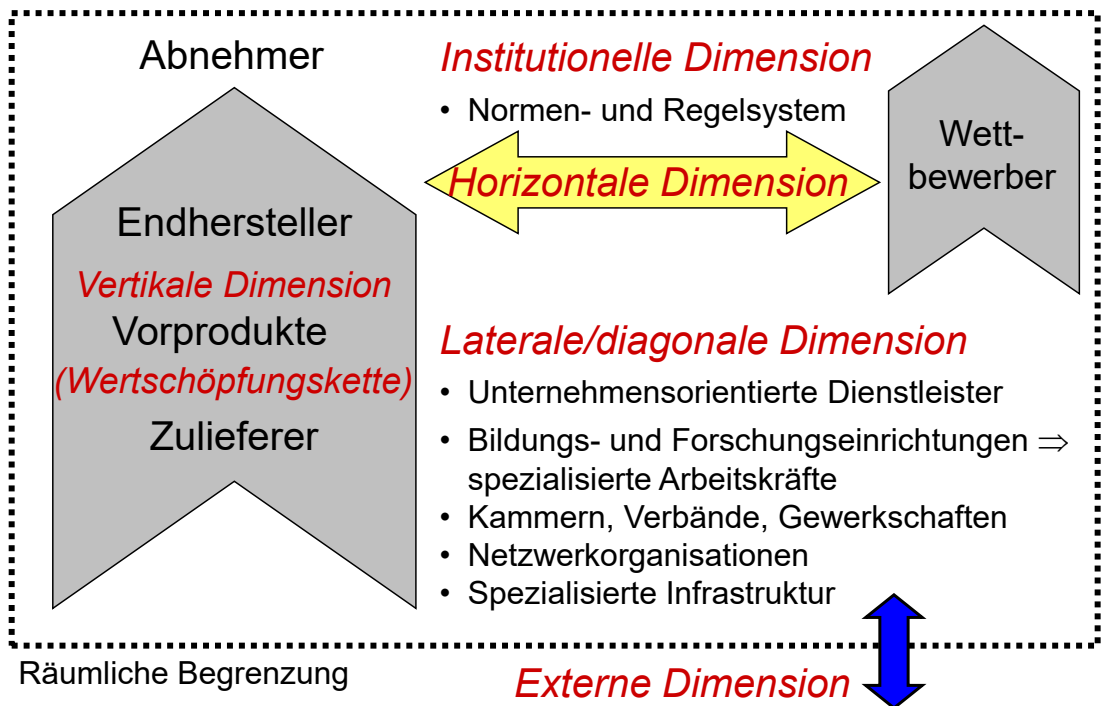 Abnehmer
Endhersteller
Vertikale Dimension
Vorprodukte
(Wertschöpfungskette)
Zulieferer
Institutionelle Dimension
• Normen- und Regelsystem
Horizontale Dimension
Wett-
bewerber
Laterale/diagonale Dimension
• Unternehmensorientierte Dienstleister
• Bildungs- und Forschungseinrichtungen ⇒
spezialisierte Arbeitskräfte
• Kammern, Verbände, Gewerkschaften
• Netzwerkorganisationen
• Spezialisierte Infrastruktur
Räumliche Begrenzung
Externe Dimension